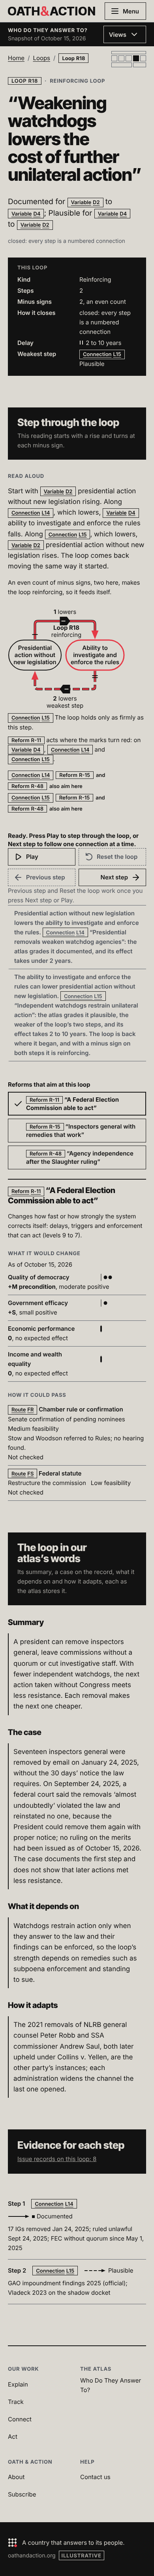 OATH&ACTION
Menu
WHO DO THEY ANSWER TO?
Snapshot of October 15, 2026
Views
Home / Loops / Loop R18
LOOP R18 · REINFORCING LOOP
“Weakening
watchdogs
lowers the
cost of further
unilateral action”
Documented for Variable D2 to
Variable D4; Plausible for Variable D4
to Variable D2
closed: every step is a numbered connection
THIS LOOP
Kind Reinforcing
Steps 2
Minus signs 2, an even count
How it closes closed: every step
is a numbered
connection
Delay 2 to 10 years
Weakest step Connection L15
Plausible
Step through the loop
This reading starts with a rise and turns at
each minus sign.
READ ALOUD
Start with Variable D2 presidential action
without new legislation rising. Along
Connection L14, which lowers, Variable D4
ability to investigate and enforce the rules
falls. Along Connection L15, which lowers,
Variable D2 presidential action without new
legislation rises. The loop comes back
moving the same way it started.
An even count of minus signs, two here, makes
the loop reinforcing, so it feeds itself.
1 lowers
Loop R18
reinforcing
Presidential
action without
new legislation
Ability to
investigate and
enforce the rules
2 lowers
weakest step
Connection L15 The loop holds only as firmly as
this step.
Reform R-11 acts where the marks turn red: on
Variable D4, Connection L14 and
Connection L15
Connection L14 Reform R-15 and
Reform R-48 also aim here
Connection L15 Reform R-15 and
Reform R-48 also aim here
Ready. Press Play to step through the loop, or
Next step to follow one connection at a time.
Play
Reset the loop
Previous step
Next step
Previous step and Reset the loop work once you
press Next step or Play.
Presidential action without new legislation
lowers the ability to investigate and enforce
the rules. Connection L14 “Presidential
removals weaken watchdog agencies”: the
atlas grades it documented, and its effect
takes under 2 years.
The ability to investigate and enforce the
rules can lower presidential action without
new legislation. Connection L15
“Independent watchdogs restrain unilateral
action”: the atlas grades it plausible, the
weaker of the loop’s two steps, and its
effect takes 2 to 10 years. The loop is back
where it began, and with a minus sign on
both steps it is reinforcing.
Reforms that aim at this loop
Reform R-11 “A Federal Election
Commission able to act”
Reform R-15 “Inspectors general with
remedies that work”
Reform R-48 “Agency independence
after the Slaughter ruling”
Reform R-11 “A Federal Election
Commission able to act”
Changes how fast or how strongly the system
corrects itself: delays, triggers and enforcement
that can act (levels 9 to 7).
WHAT IT WOULD CHANGE
As of October 15, 2026
Quality of democracy
+M precondition, moderate positive
Government efficacy
+S, small positive
Economic performance
0, no expected effect
Income and wealth
equality
0, no expected effect
HOW IT COULD PASS
Route FR Chamber rule or confirmation
Senate confirmation of pending nominees
Medium feasibility
Stow and Woodson referred to Rules; no hearing
found.
Not checked
Route FS Federal statute
Restructure the commission Low feasibility
Not checked
The loop in our
atlas’s words
Its summary, a case on the record, what it
depends on and how it adapts, each as
the atlas stores it.
Summary
A president can remove inspectors
general, leave commissions without a
quorum or cut investigative staff. With
fewer independent watchdogs, the next
action taken without Congress meets
less resistance. Each removal makes
the next one cheaper.
The case
Seventeen inspectors general were
removed by email on January 24, 2025,
without the 30 days’ notice the law
requires. On September 24, 2025, a
federal court said the removals ‘almost
undoubtedly’ violated the law and
reinstated no one, because the
President could remove them again with
proper notice; no ruling on the merits
had been issued as of October 15, 2026.
The documents show the firings and
does not show that later actions met
less resistance.
What it depends on
Watchdogs restrain action only when
they answer to the law and their
findings can be enforced, so the loop’s
strength depends on remedies such as
subpoena enforcement and standing
to sue.
How it adapts
The 2021 removals of NLRB general
counsel Peter Robb and SSA
commissioner Andrew Saul, both later
upheld under Collins v. Yellen, are the
other party’s instances; each
administration widens the channel the
last one opened.
Evidence for each step
Issue records on this loop: 8
Step 1 Connection L14
Documented
17 IGs removed Jan 24, 2025; ruled unlawful
Sept 24, 2025; FEC without quorum since May 1,
2025
Step 2 Connection L15 Plausible
GAO impoundment findings 2025 (official);
Vladeck 2023 on the shadow docket
OUR WORK
Explain
Track
Connect
Act
THE ATLAS
Who Do They Answer
To?
OATH & ACTION
About
Subscribe
HELP
Contact us
A country that answers to its people.
oathandaction.org ILLUSTRATIVE